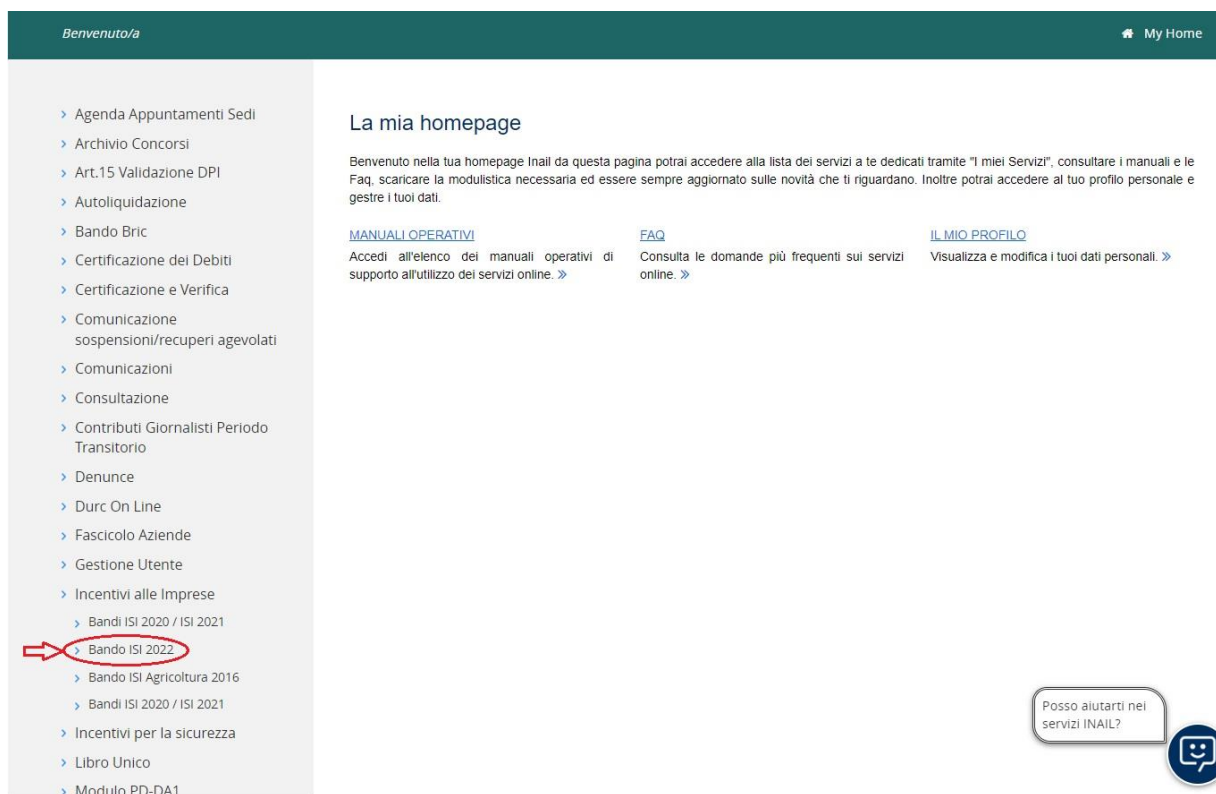 Benvenuto/a
My Home
Agenda Appuntamenti Sedi
Archivio Concorsi
Art.15 Validazione DPI
Autoliquidazione
Bando Bric
Certificazione dei Debiti
Certificazione e Verifica
Comunicazione
sospensioni/recuperi agevolati
Comunicazioni
Consultazione
Contributi Giornalisti Periodo
Transitorio
Denunce
Durc On Line
Fascicolo Aziende
Gestione Utente
Incentivi alle Imprese
Bandi ISI 2020 / ISI 2021
Bando ISI 2022
Bando ISI Agricoltura 2016
Bandi ISI 2020 / ISI 2021
Incentivi per la sicurezza
Libro Unico
Modulo PD-DA1
La mia homepage
Benvenuto nella tua homepage Inail da questa pagina potrai accedere alla lista dei servizi a te dedicati tramite "I miei Servizi", consultare i manuali e le
Faq, scaricare la modulistica necessaria ed essere sempre aggiornato sulle novità che ti riguardano. Inoltre potrai accedere al tuo profilo personale e
gestre i tuoi dati.
MANUALI OPERATIVI
Accedi all'elenco dei manuali operativi di
supporto all'utilizzo dei servizi online. »
FAQ
Consulta le domande più frequenti sui servizi
online. »
IL MIO PROFILO
Visualizza e modifica i tuoi dati personali. »
Posso aiutarti nei
servizi INAIL?